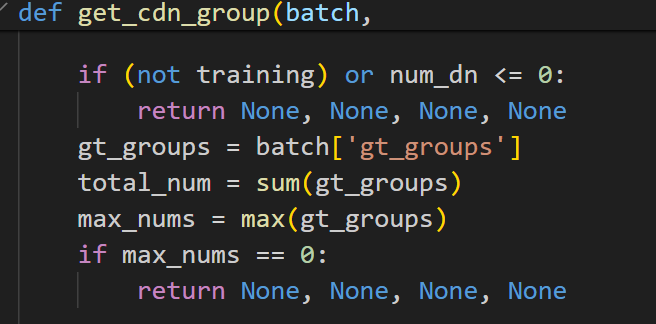 def get_cdn_group(batch,
if (not training) or num_dn <= 0:
return None, None, None, None
gt_groups = batch['gt_groups']
total_num = sum(gt_groups)
max_nums = max(gt_groups)
if max_nums == 0:
return None, None, None, None